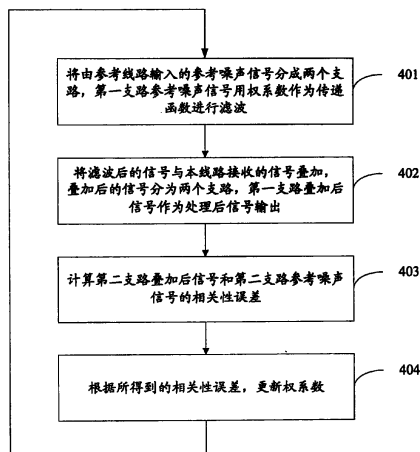 将由参考线路输入的参考噪声信号分成两个支
路，第一支路参考噪声信号用权系数作为传递
函数进行滤波
401
将滤波后的信号与本线路接收的信号叠加，
叠加后的信号分为两个支路，第一支路叠加后
信号作为处理后信号输出
402
计算第二支路叠加后信号和第二支路参考噪声
信号的相关性误差
403
根据所得到的相关性误差，更新权系数
404